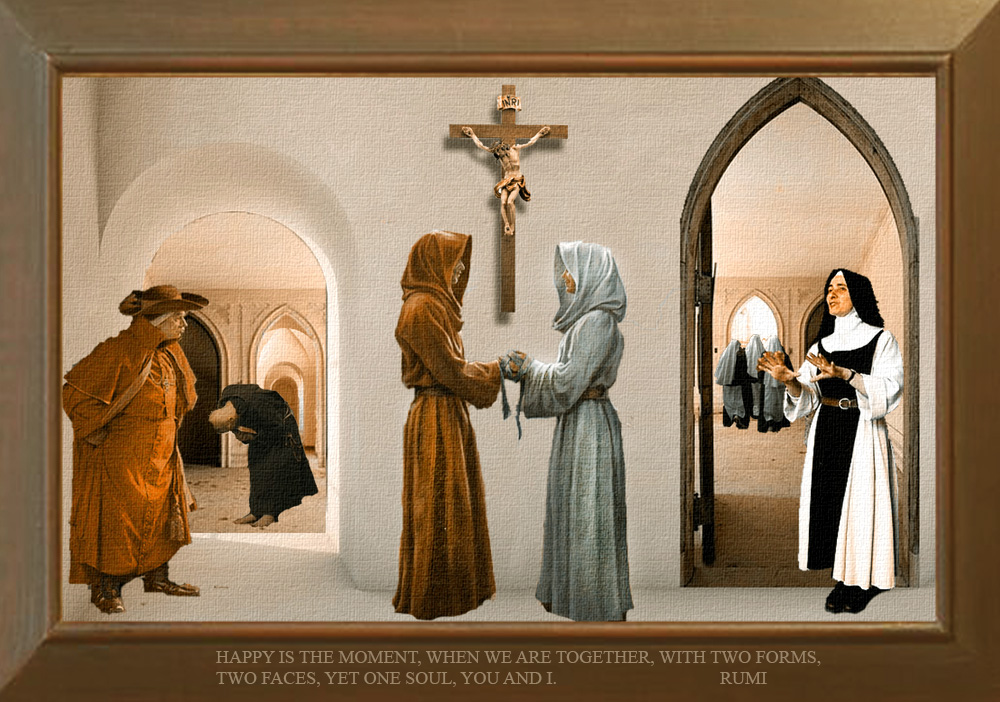 INRI
HAPPY IS THE MOMENT, WHEN WE ARE TOGETHER, WITH TWO FORMS,
TWO FACES, YET ONE SOUL, YOU AND I. RUMI